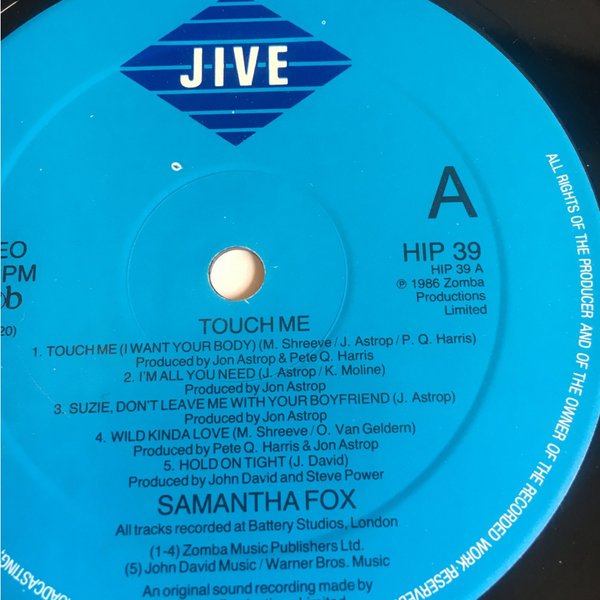 JIVE
A
HIP 39
HIP 39 A
℗ 1986 Zomba
Productions
Limited
EO
PM
20)
TOUCH ME
1. TOUCH ME (I WANT YOUR BODY) (M. Shreeve / J. Astrop / P. Q. Harris)
Produced by Jon Astrop & Pete Q. Harris
2. I'M ALL YOU NEED (J. Astrop / K. Moline)
Produced by Jon Astrop
3. SUZIE, DON'T LEAVE ME WITH YOUR BOYFRIEND (J. Astrop)
Produced by Jon Astrop
4. WILD KINDA LOVE (M. Shreeve / O. Van Geldern)
Produced by Pete Q. Harris & Jon Astrop
5. HOLD ON TIGHT (J. David)
Produced by John David and Steve Power
SAMANTHA FOX
All tracks recorded at Battery Studios, London
(1-4) Zomba Music Publishers Ltd.
(5) John David Music / Warner Bros. Music
An original sound recording made by
ALL RIGHTS OF THE PRODUCER AND OF THE OWNER OF THE RECORDED WORK RESERVED
BROADCASTING,